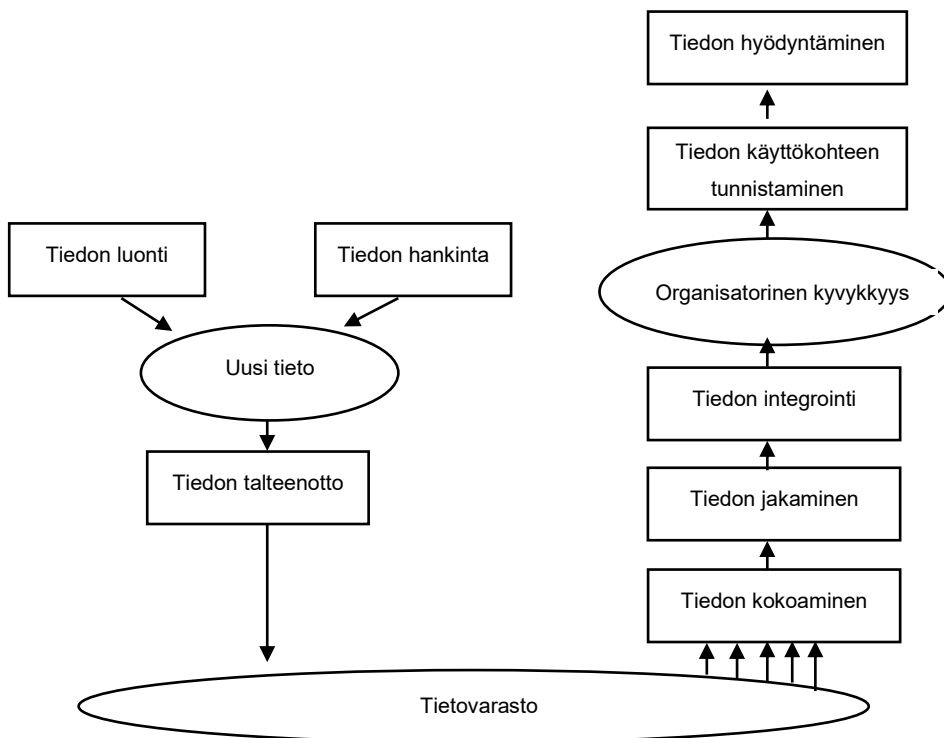 Tiedon hyödyntäminen
Tiedon käyttökohteen
tunnistaminen
Tiedon luonti
Tiedon hankinta
Organisatorinen kyvykkyys
Uusi tieto
Tiedon integrointi
Tiedon talteenotto
Tiedon jakaminen
Tiedon kokoaminen
Tietovarasto